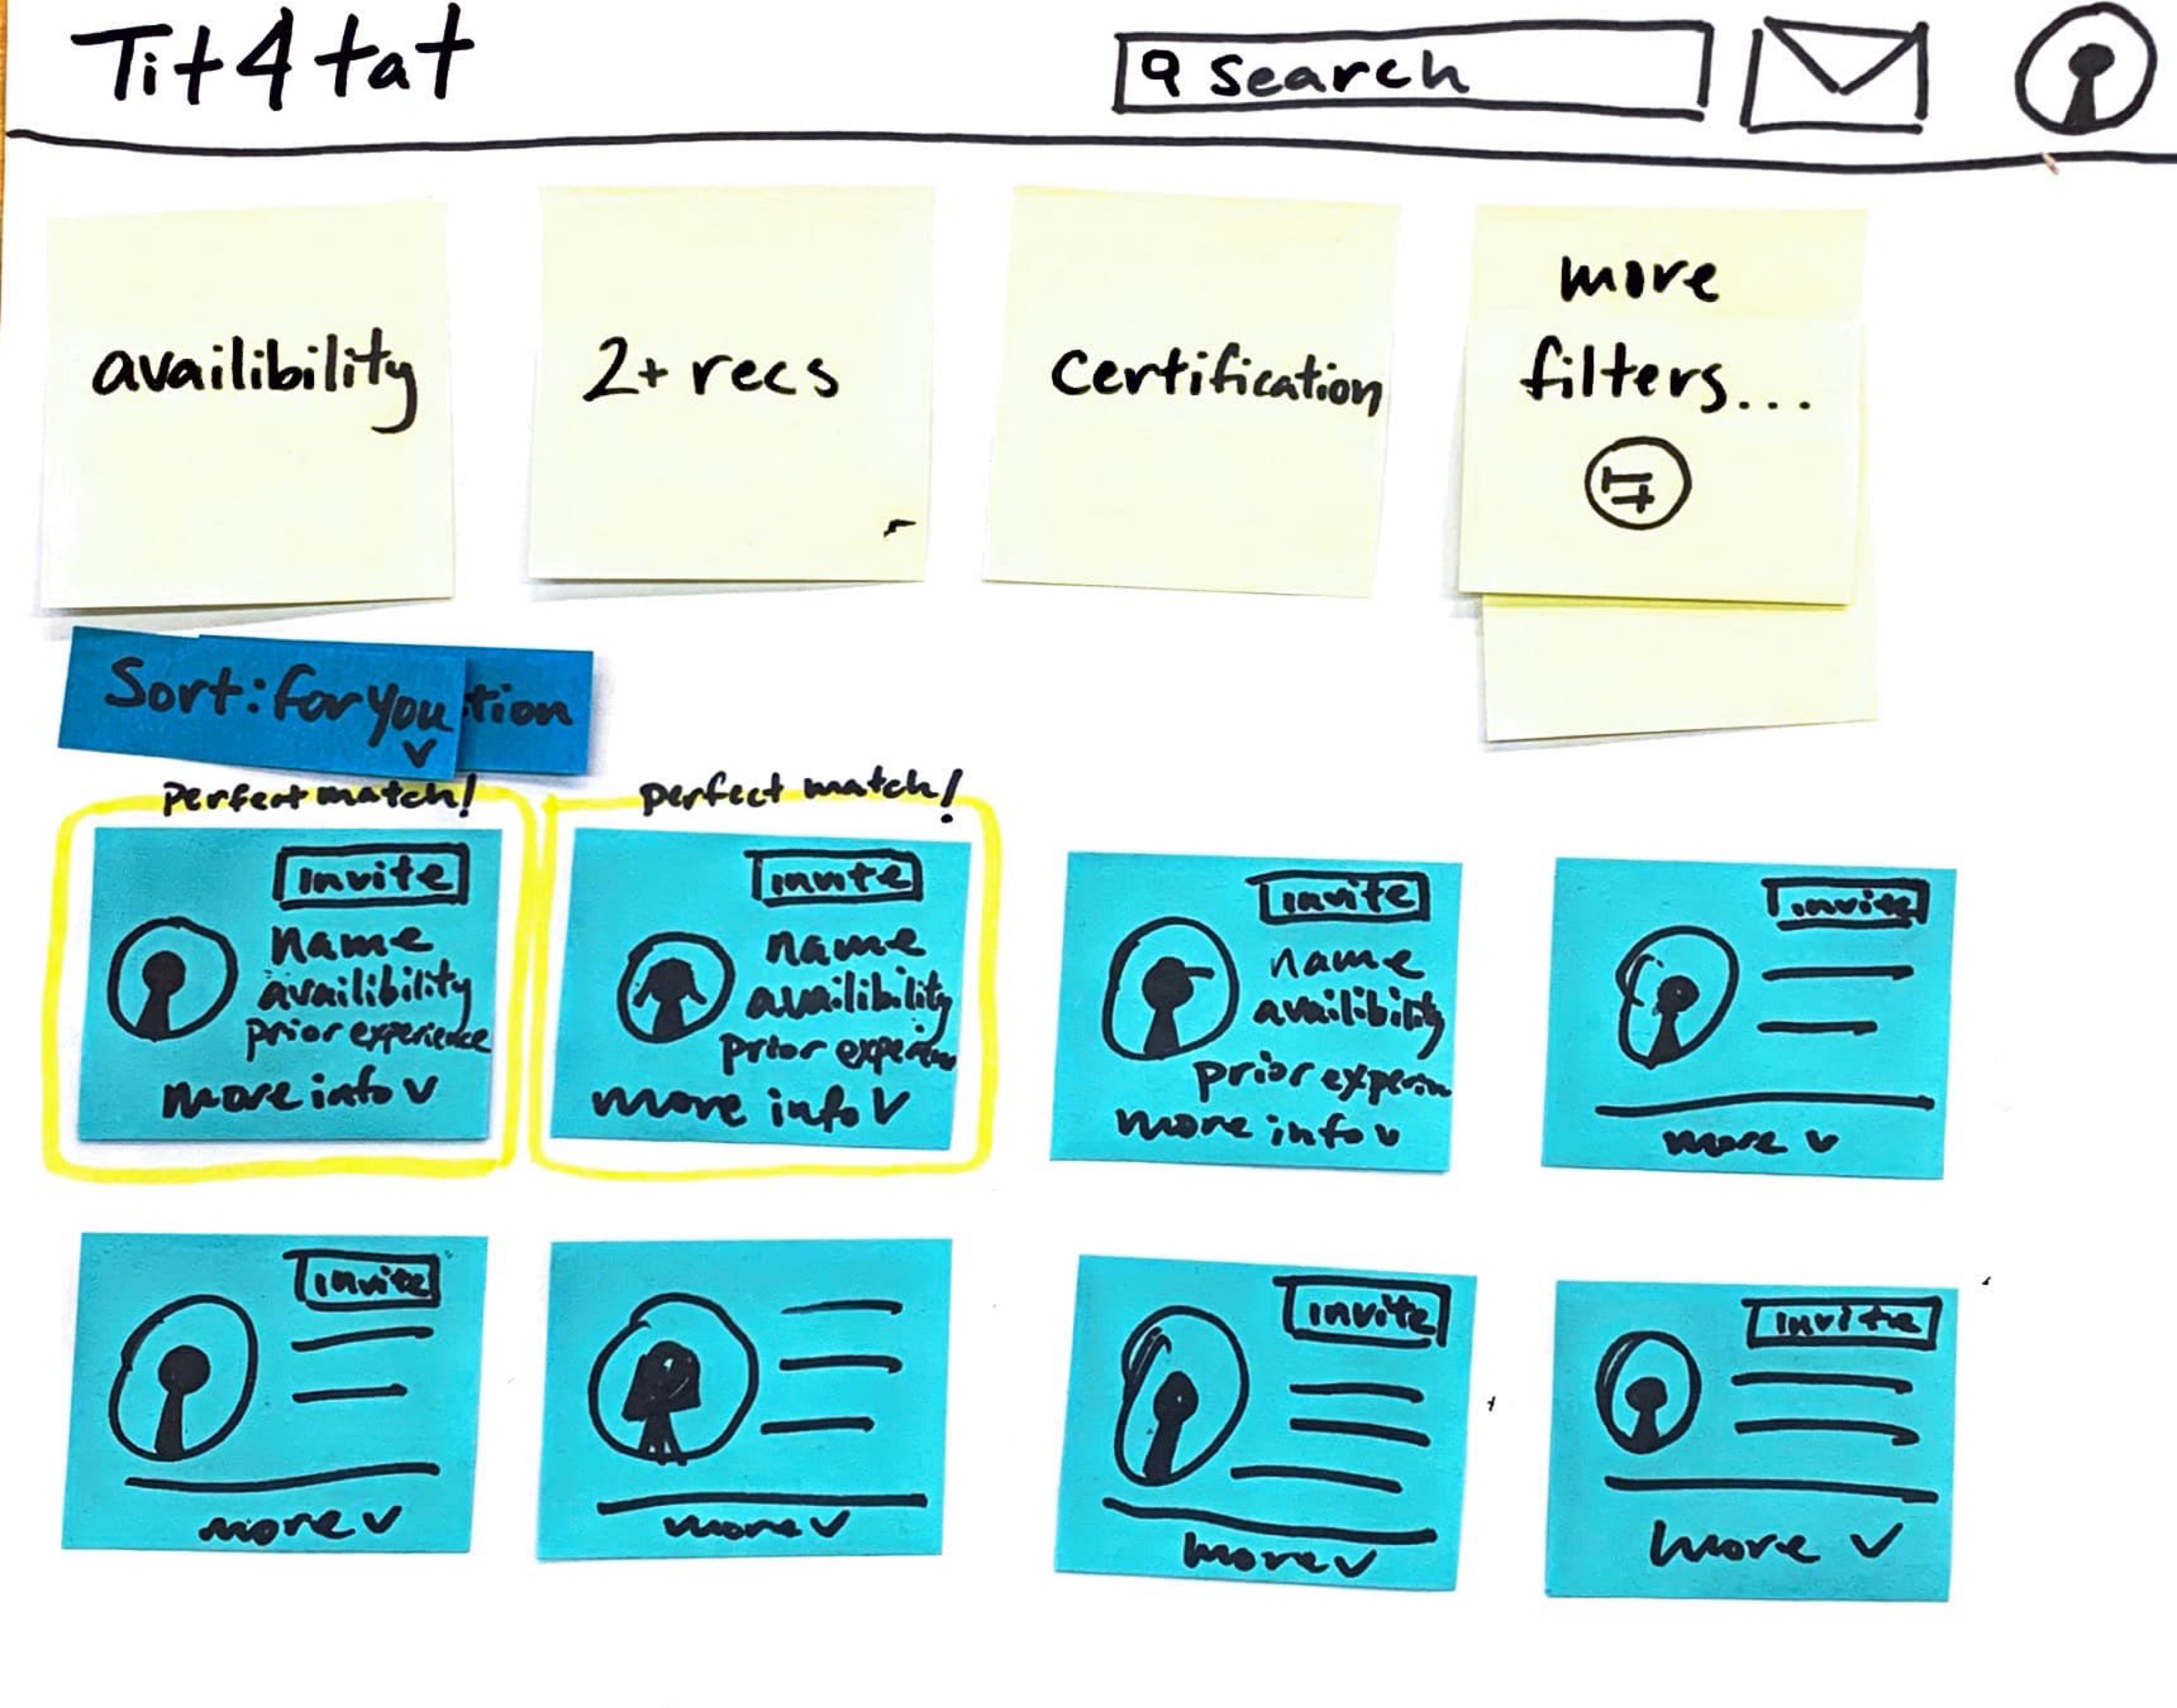 Tit4tat
search
availibility
2+ recs
certification
more
filters...
Sort: for you
tion
perfect match!
perfect match!
invite
name
availibility
prior experience
more info v
invite
name
availibility
prior experien
more info v
invite
name
availibility
prior experien
more info v
invite
more v
invite
more v
more v
invite
more v
invite
more v